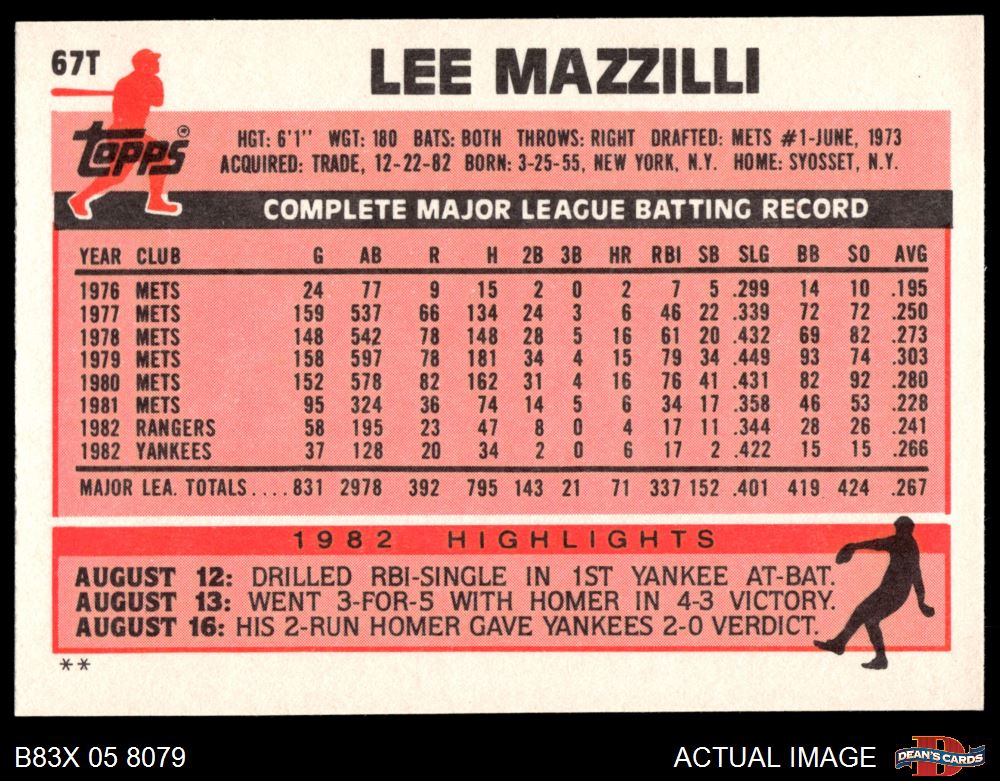 67T
LEE MAZZILLI
Topps ®
HGT: 6'1'' WGT: 180 BATS: BOTH THROWS: RIGHT DRAFTED: METS #1-JUNE, 1973
ACQUIRED: TRADE, 12-22-82 BORN: 3-25-55, NEW YORK, N.Y. HOME: SYOSSET, N.Y.
COMPLETE MAJOR LEAGUE BATTING RECORD
YEAR CLUB G AB R H 2B 3B HR RBI SB SLG BB SO AVG
1976 METS 24 77 9 15 2 0 2 7 5 .299 14 10 .195
1977 METS 159 537 66 134 24 3 6 46 22 .339 72 72 .250
1978 METS 148 542 78 148 28 5 16 61 20 .432 69 82 .273
1979 METS 158 597 78 181 34 4 15 79 34 .449 93 74 .303
1980 METS 152 578 82 162 31 4 16 76 41 .431 82 92 .280
1981 METS 95 324 36 74 14 5 6 34 17 .358 46 53 .228
1982 RANGERS 58 195 23 47 8 0 4 17 11 .344 28 26 .241
1982 YANKEES 37 128 20 34 2 0 6 17 2 .422 15 15 .266
MAJOR LEA. TOTALS.... 831 2978 392 795 143 21 71 337 152 .401 419 424 .267
1982 HIGHLIGHTS
AUGUST 12: DRILLED RBI-SINGLE IN 1ST YANKEE AT-BAT.
AUGUST 13: WENT 3-FOR-5 WITH HOMER IN 4-3 VICTORY.
AUGUST 16: HIS 2-RUN HOMER GAVE YANKEES 2-0 VERDICT.
**
B83X 05 8079 ACTUAL IMAGE
D
DEAN'S CARDS